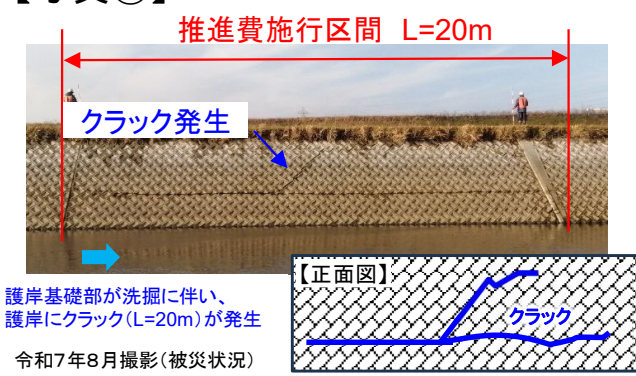 推進費施行区間 L=20m
クラック発生
【正面図】
クラック
護岸基礎部が洗掘に伴い、
護岸にクラック（L=20m）が発生
令和7年8月撮影（被災状況）